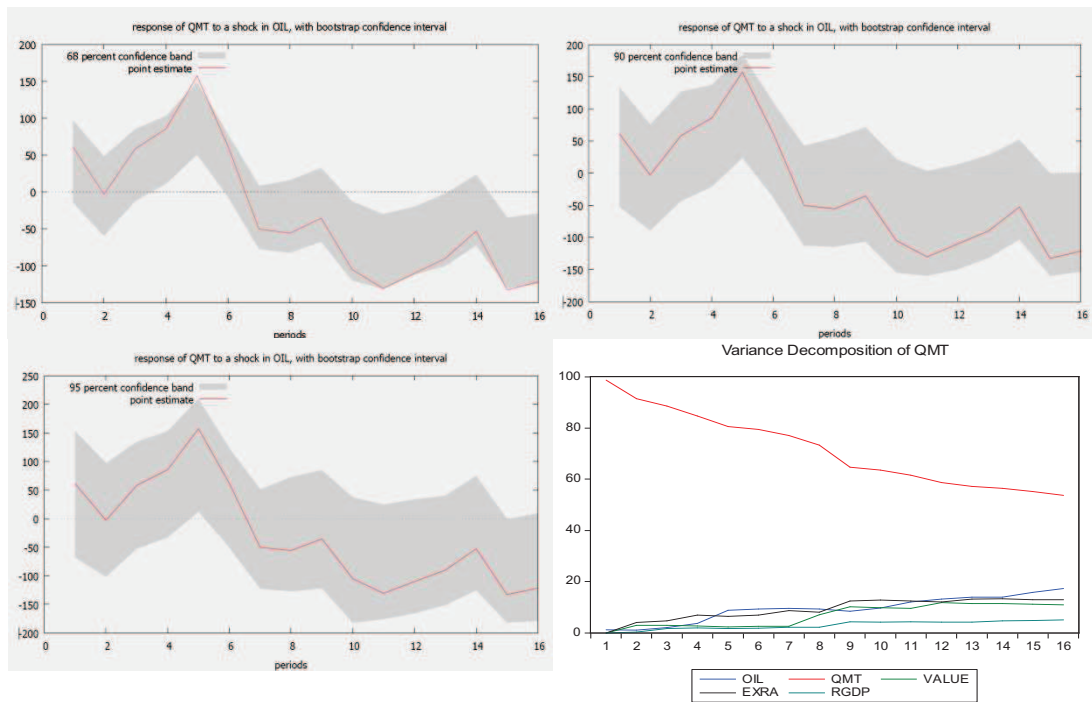 response of QMT to a shock in OIL, with bootstrap confidence interval
200
150
100
50
0
-50
-100
-150
68 percent confidence band
point estimate
0 2 4 6 8 10 12 14 16
periods
response of QMT to a shock in OIL, with bootstrap confidence interval
200
150
100
50
0
-50
-100
-150
-200
90 percent confidence band
point estimate
0 2 4 6 8 10 12 14 16
periods
response of QMT to a shock in OIL, with bootstrap confidence interval
250
200
150
100
50
0
-50
-100
-150
-200
95 percent confidence band
point estimate
0 2 4 6 8 10 12 14 16
periods
Variance Decomposition of QMT
100
80
60
40
20
0
1 2 3 4 5 6 7 8 9 10 11 12 13 14 15 16
OIL QMT VALUE
EXRA RGDP